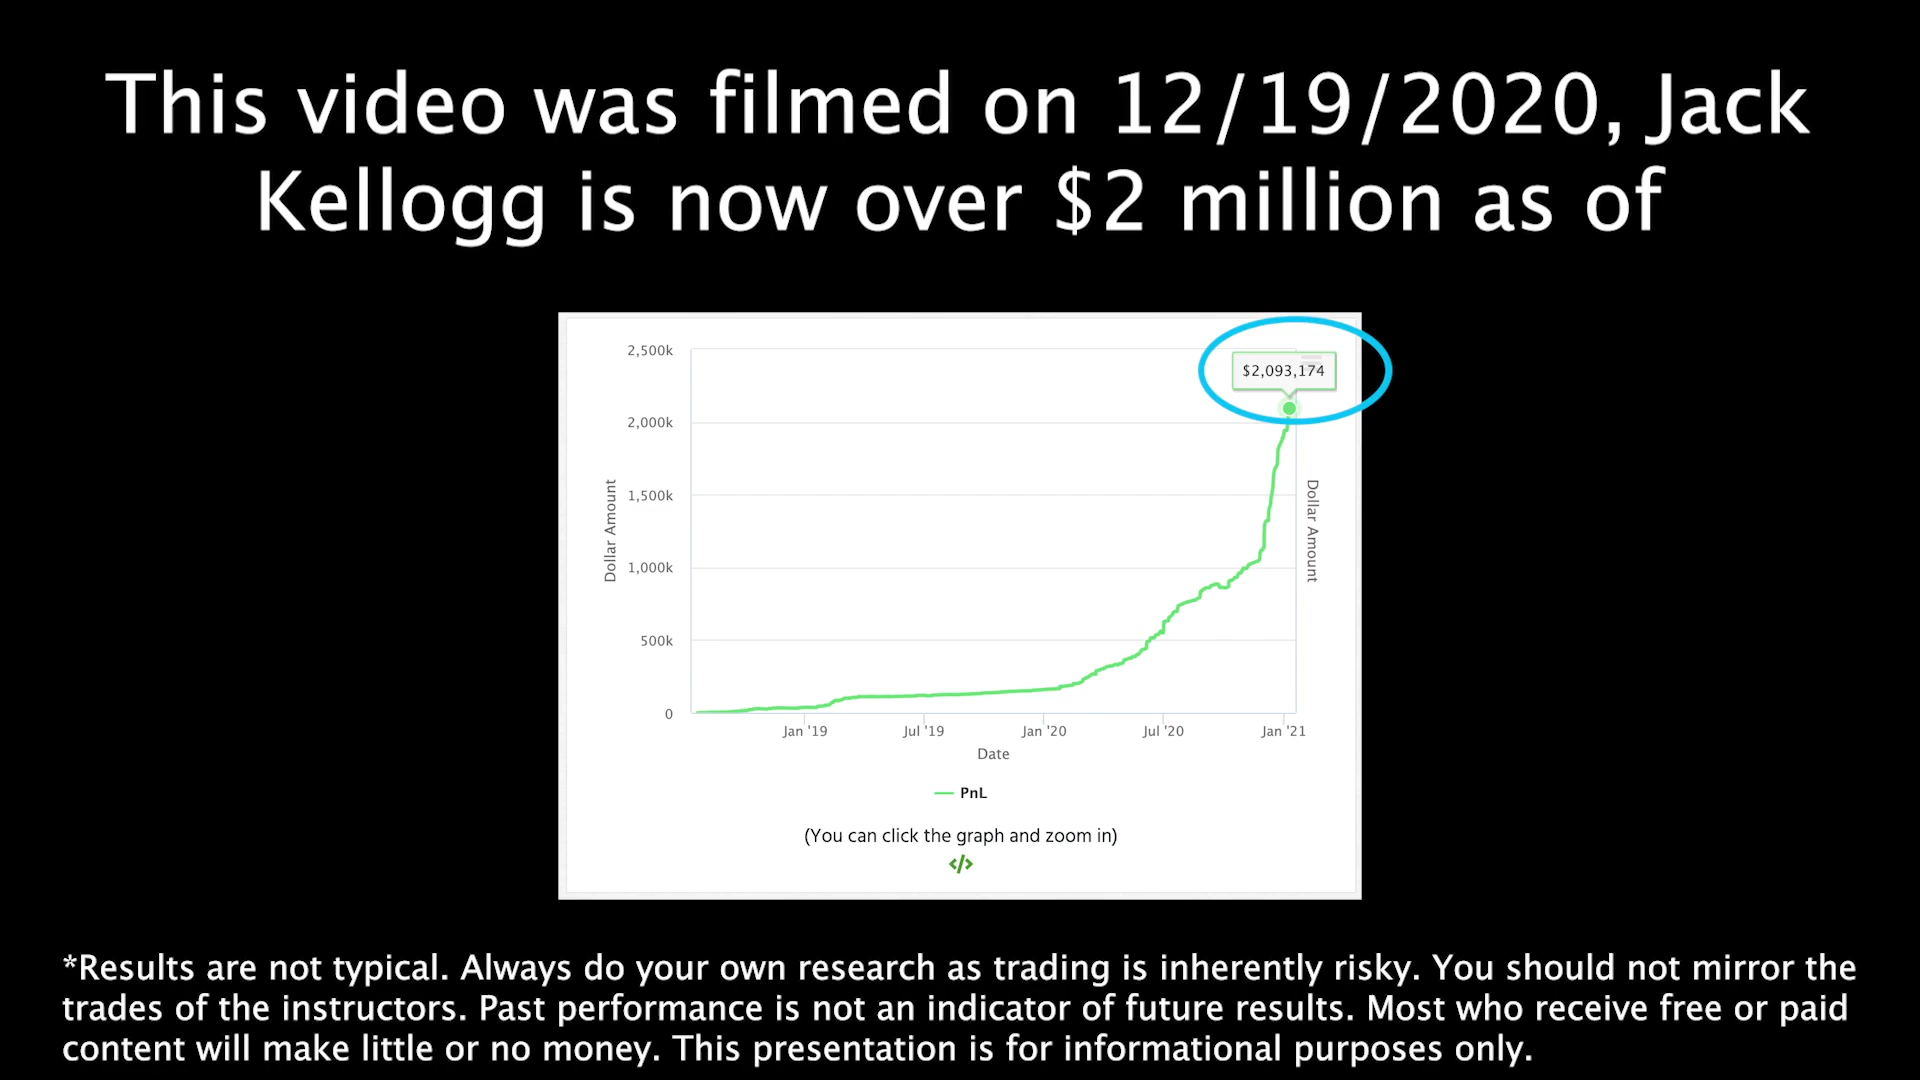 This video was filmed on 12/19/2020, Jack
Kellogg is now over $2 million as of
$2,093,174
2,500k
2,000k
1,500k
1,000k
500k
0
Dollar Amount
Dollar Amount
Jan '19
Jul '19
Jan '20
Jul '20
Jan '21
Date
PnL
(You can click the graph and zoom in)
</>
*Results are not typical. Always do your own research as trading is inherently risky. You should not mirror the
trades of the instructors. Past performance is not an indicator of future results. Most who receive free or paid
content will make little or no money. This presentation is for informational purposes only.